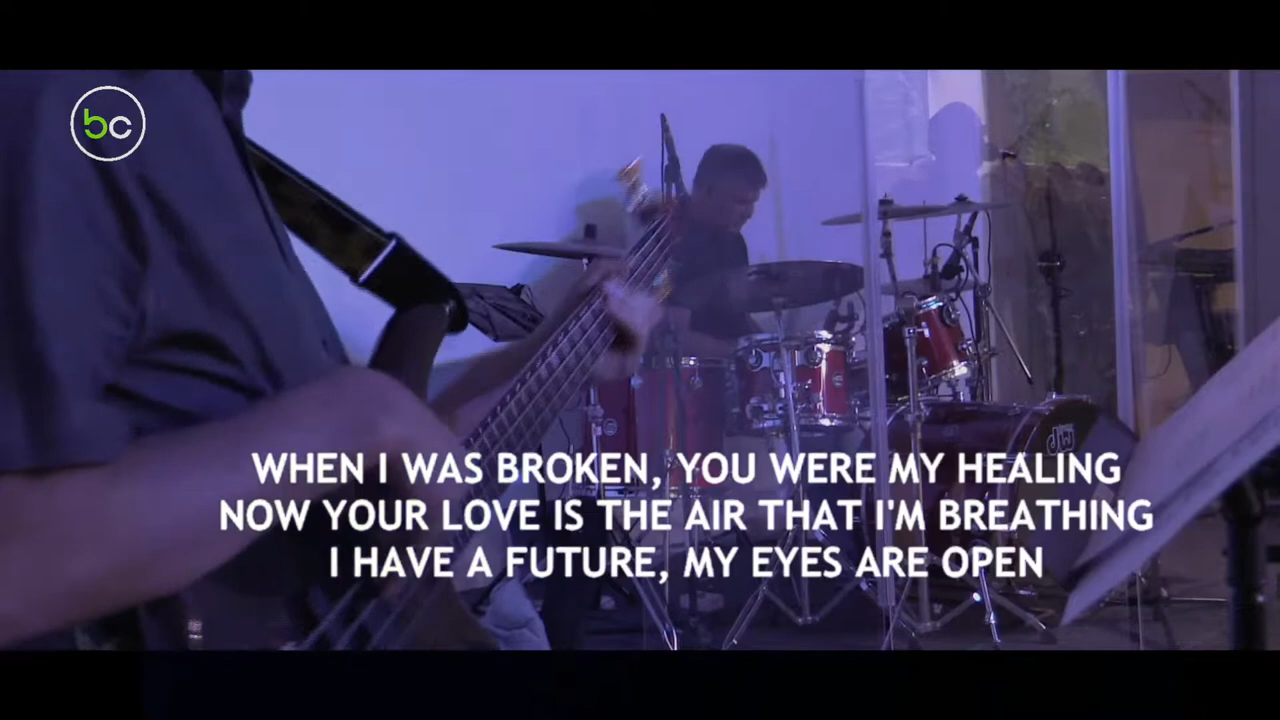 bc
WHEN I WAS BROKEN, YOU WERE MY HEALING
NOW YOUR LOVE IS THE AIR THAT I'M BREATHING
I HAVE A FUTURE, MY EYES ARE OPEN
dw